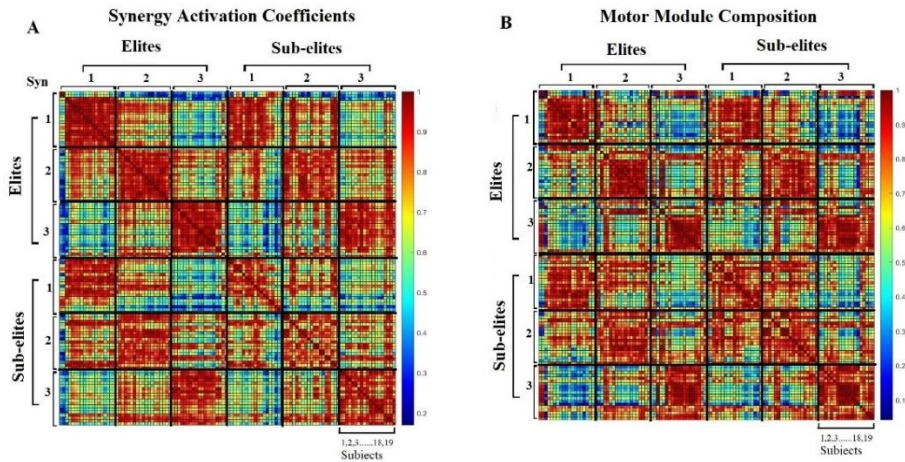 Synergy Activation Coefficients
A
Elites
Sub-elites
Syn
1 2 3 1 2 3
Elites
1
2
3
Sub-elites
1
2
3
1
0.9
0.8
0.7
0.6
0.5
0.4
0.3
0.2
1,2,3......18,19
Subjects
Motor Module Composition
B
Elites
Sub-elites
1 2 3 1 2 3
Elites
1
2
3
Sub-elites
1
2
3
1
0.9
0.8
0.7
0.6
0.5
0.4
0.3
0.2
0.1
1,2,3......18,19
Subjects